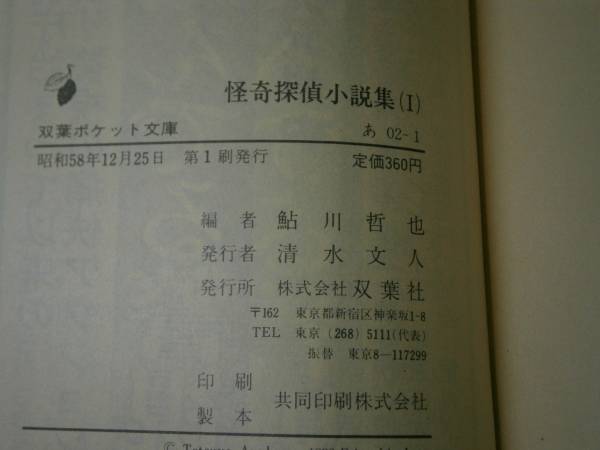 怪奇探偵小説集(I)
双葉ポケット文庫 あ 02-1
昭和58年12月25日 第1刷発行 定価360円
編者 鮎川哲也
発行者 清水文人
発行所 株式会社 双葉社
〒162 東京都新宿区神楽坂1-8
TEL 東京(268)5111(代表)
振替 東京8-117299
印刷
製本 共同印刷株式会社